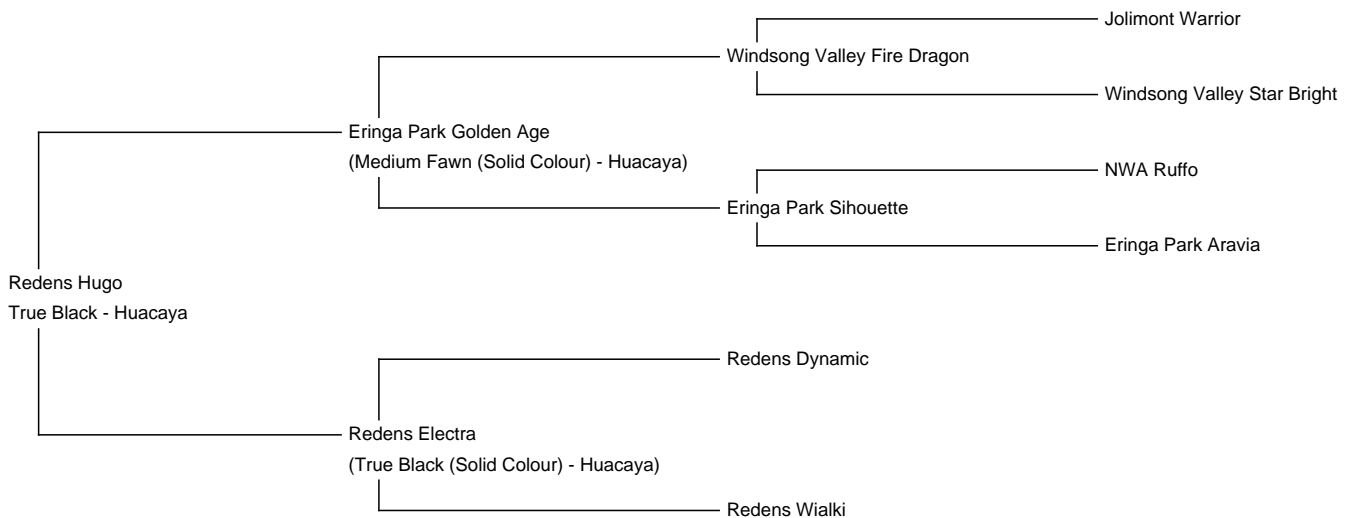 Jolimont Warrior
Windsong Valley Fire Dragon
Windsong Valley Star Bright
Eringa Park Golden Age
(Medium Fawn (Solid Colour) - Huacaya)
NWA Ruffo
Eringa Park Sihouette
Eringa Park Aravia
Redens Hugo
True Black - Huacaya
Redens Dynamic
Redens Electra
(True Black (Solid Colour) - Huacaya)
Redens Wialki